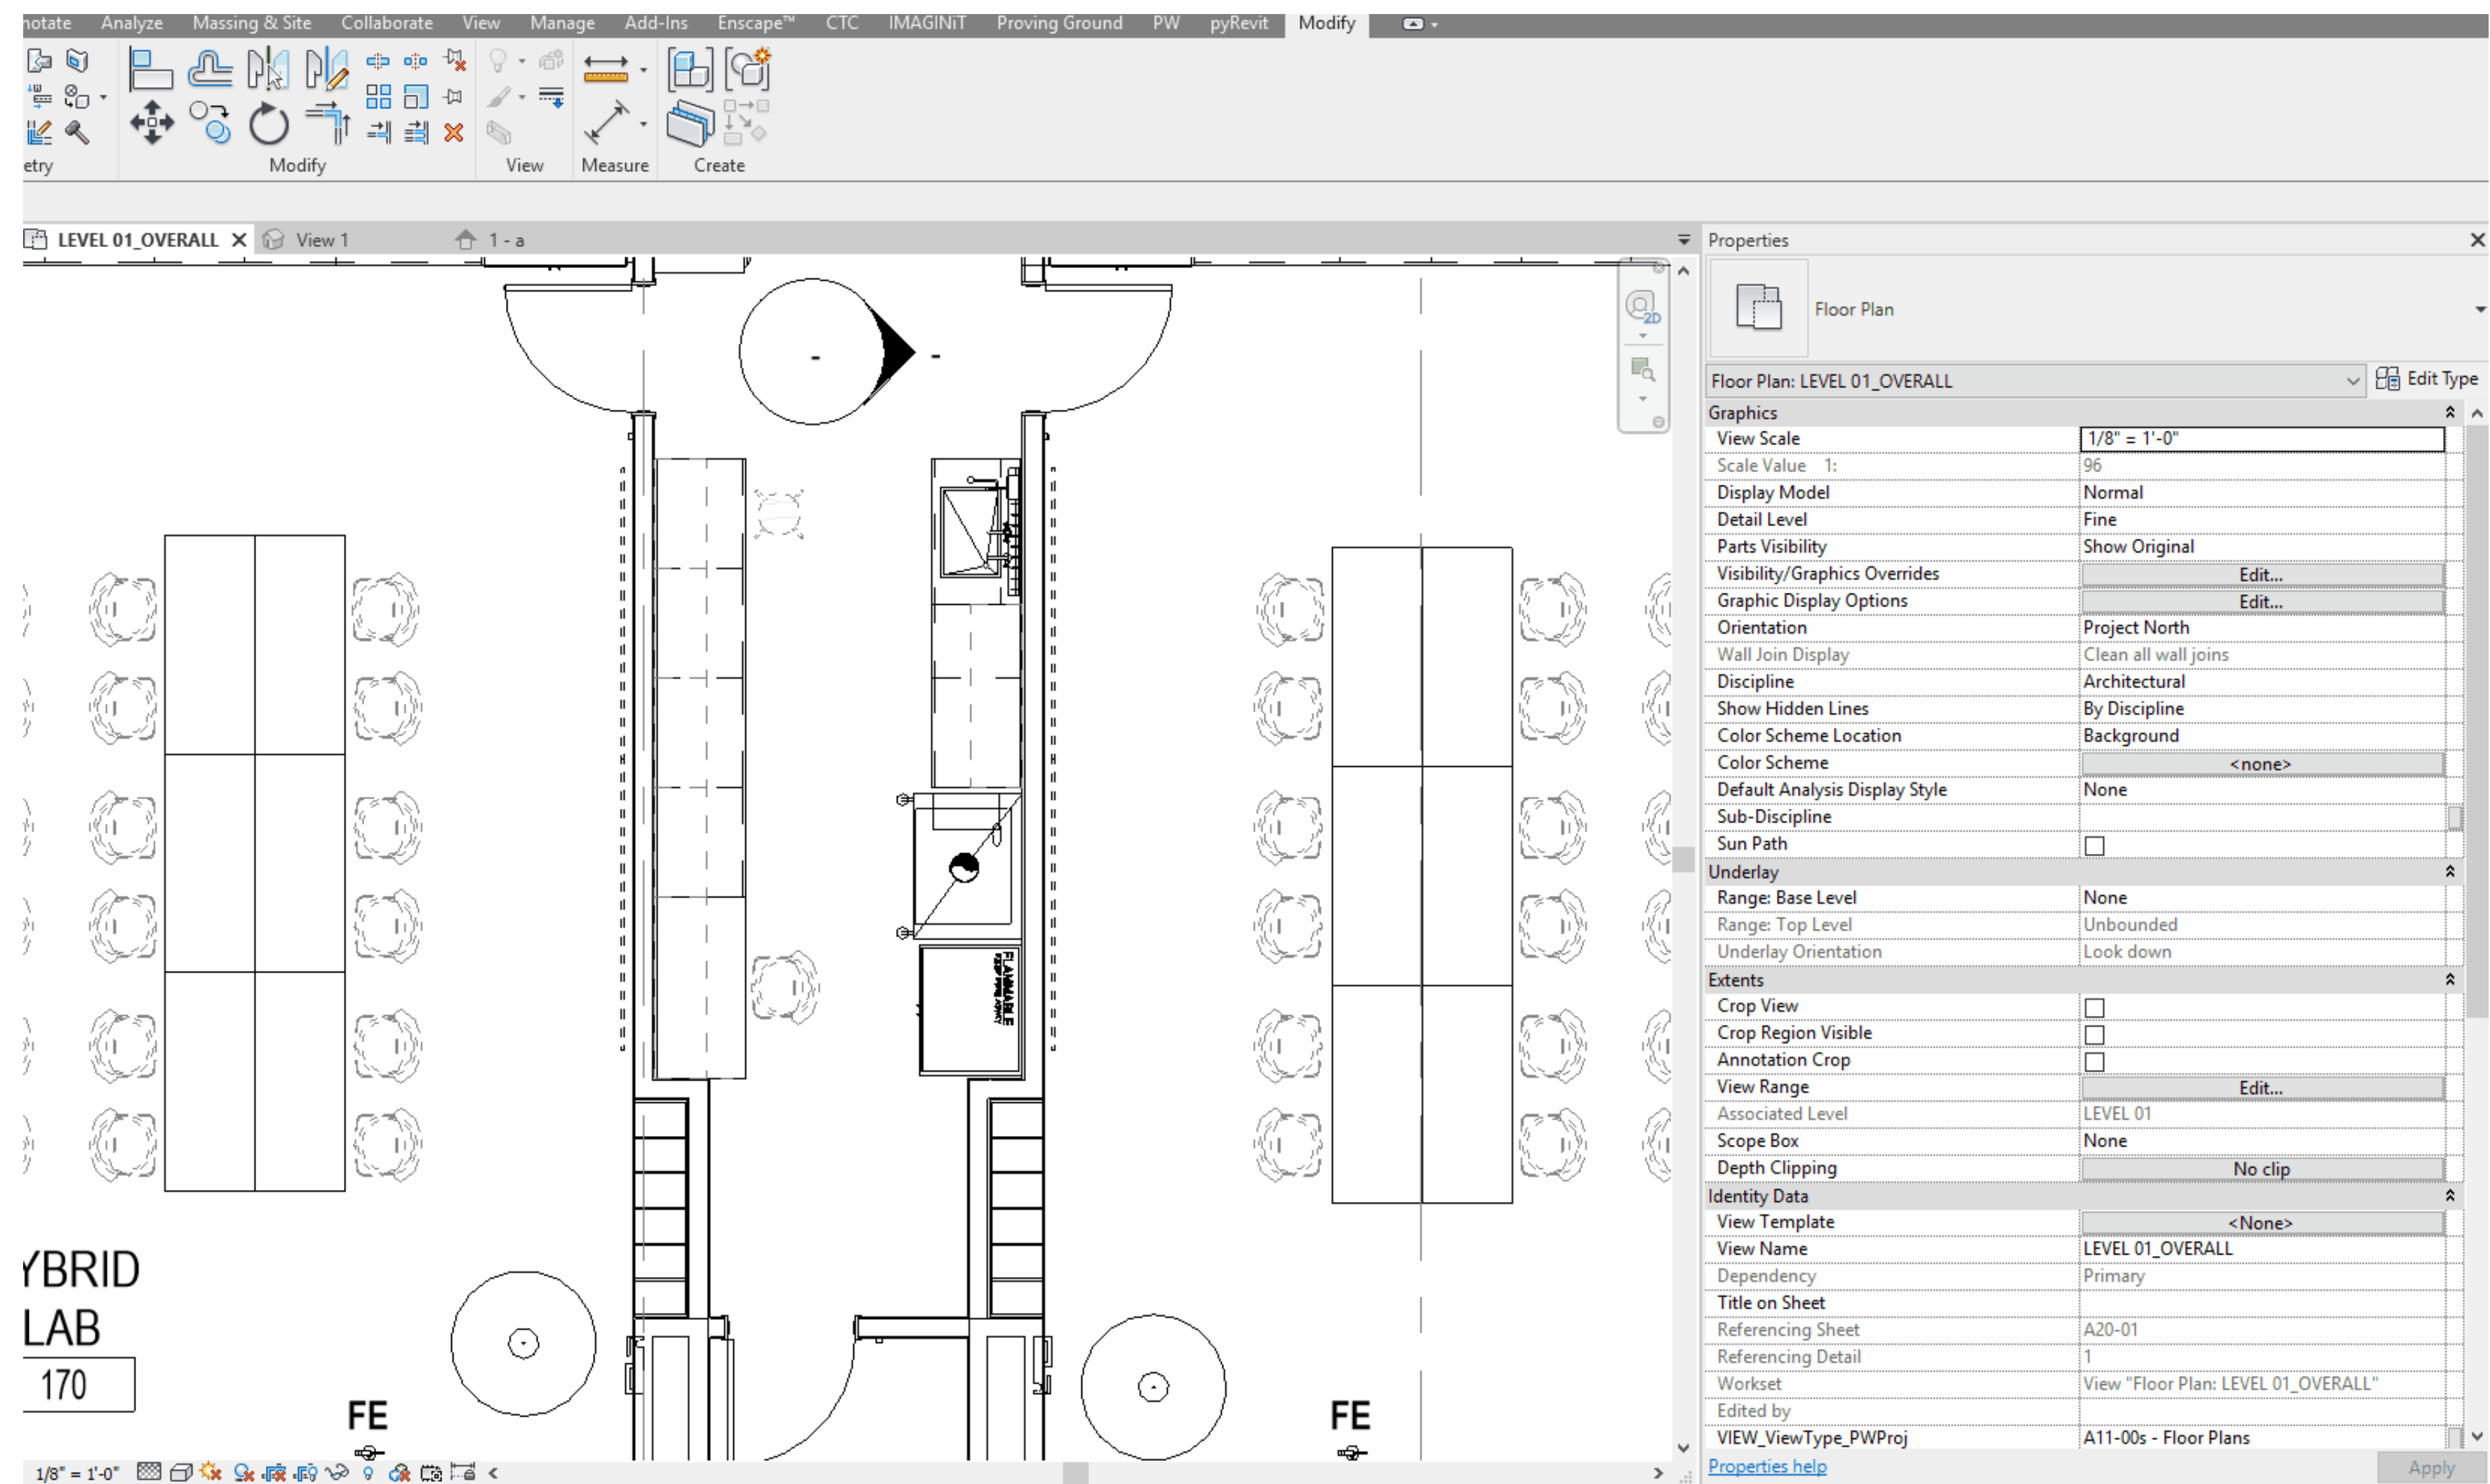 notate Analyze Massing & Site Collaborate View Manage Add-Ins Enscape™ CTC IMAGINiT Proving Ground PW pyRevit Modify
etry Modify View Measure Create
LEVEL 01_OVERALL View 1 1 - a
Properties
2D
Floor Plan
Floor Plan: LEVEL 01_OVERALL Edit Type
Graphics
View Scale 1/8" = 1'-0"
Scale Value 1: 96
Display Model Normal
Detail Level Fine
Parts Visibility Show Original
Visibility/Graphics Overrides Edit...
Graphic Display Options Edit...
Orientation Project North
Wall Join Display Clean all wall joins
Discipline Architectural
Show Hidden Lines By Discipline
Color Scheme Location Background
Color Scheme <none>
Default Analysis Display Style None
Sub-Discipline
Sun Path
Underlay
Range: Base Level None
Range: Top Level Unbounded
Underlay Orientation Look down
Extents
Crop View
Crop Region Visible
Annotation Crop
View Range Edit...
Associated Level LEVEL 01
Scope Box None
Depth Clipping No clip
Identity Data
View Template <None>
View Name LEVEL 01_OVERALL
Dependency Primary
Title on Sheet
Referencing Sheet A20-01
Referencing Detail 1
Workset View "Floor Plan: LEVEL 01_OVERALL"
Edited by
VIEW_ViewType_PWProj A11-00s - Floor Plans
Properties help Apply
- -
FLAMMABLE
YBRID
LAB
170
FE
FE
1/8" = 1'-0"